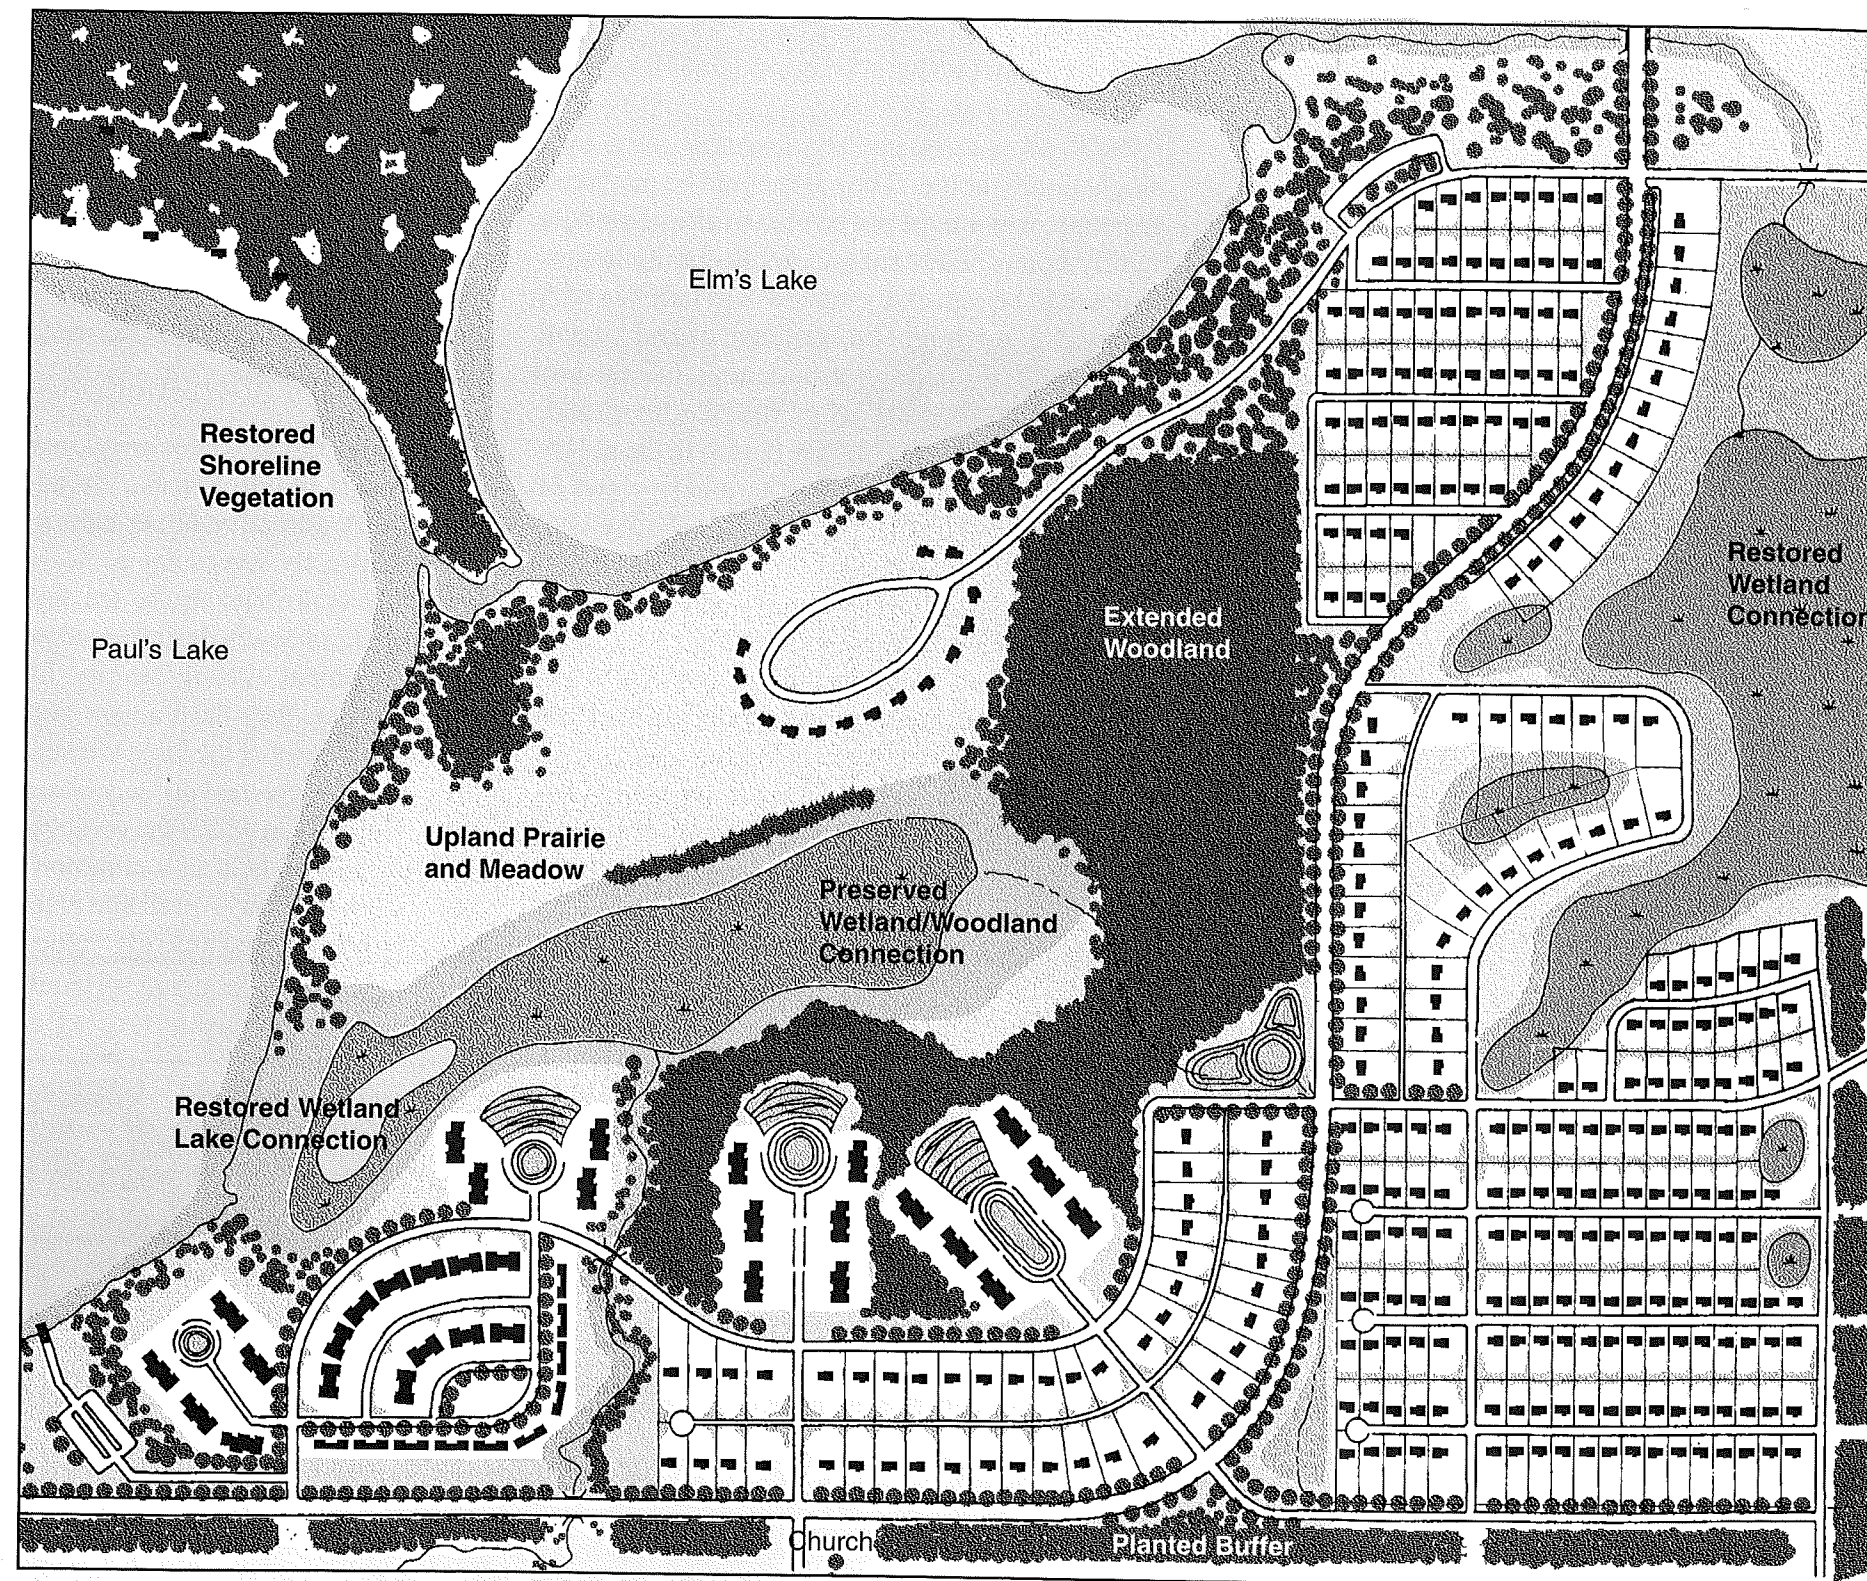 Elm's Lake
Restored
Shoreline
Vegetation
Restored
Wetland
Connection
Extended
Woodland
Paul's Lake
Upland Prairie
and Meadow
Preserved
Wetland/Woodland
Connection
Restored Wetland
Lake Connection
Church
Planted Buffer